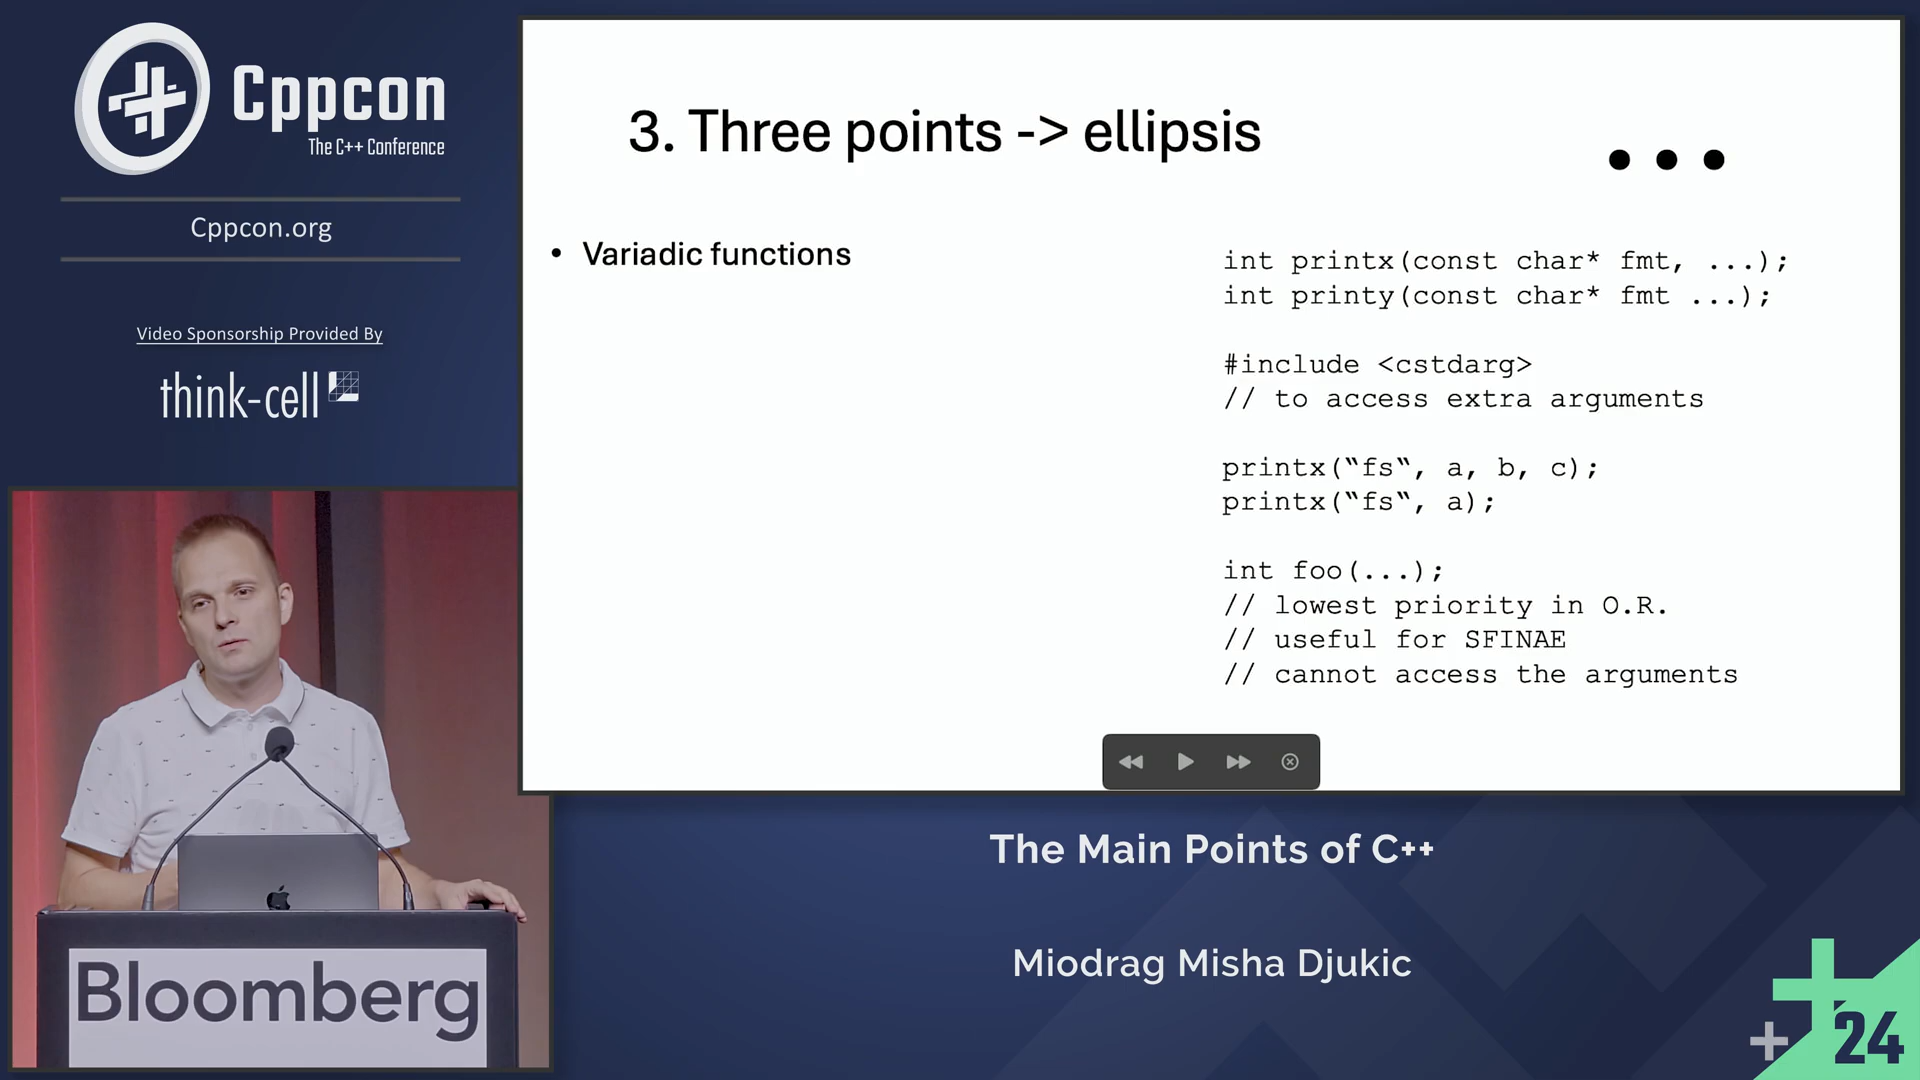 Cppcon
The C++ Conference
Cppcon.org
Video Sponsorship Provided By
think-cell
Bloomberg
3. Three points -> ellipsis
...
• Variadic functions
int printx(const char* fmt, ...);
int printy(const char* fmt ...);
#include <cstdarg>
// to access extra arguments
printx(‟fs‟, a, b, c);
printx(‟fs‟, a);
int foo(...);
// lowest priority in O.R.
// useful for SFINAE
// cannot access the arguments
The Main Points of C++
Miodrag Misha Djukic
24